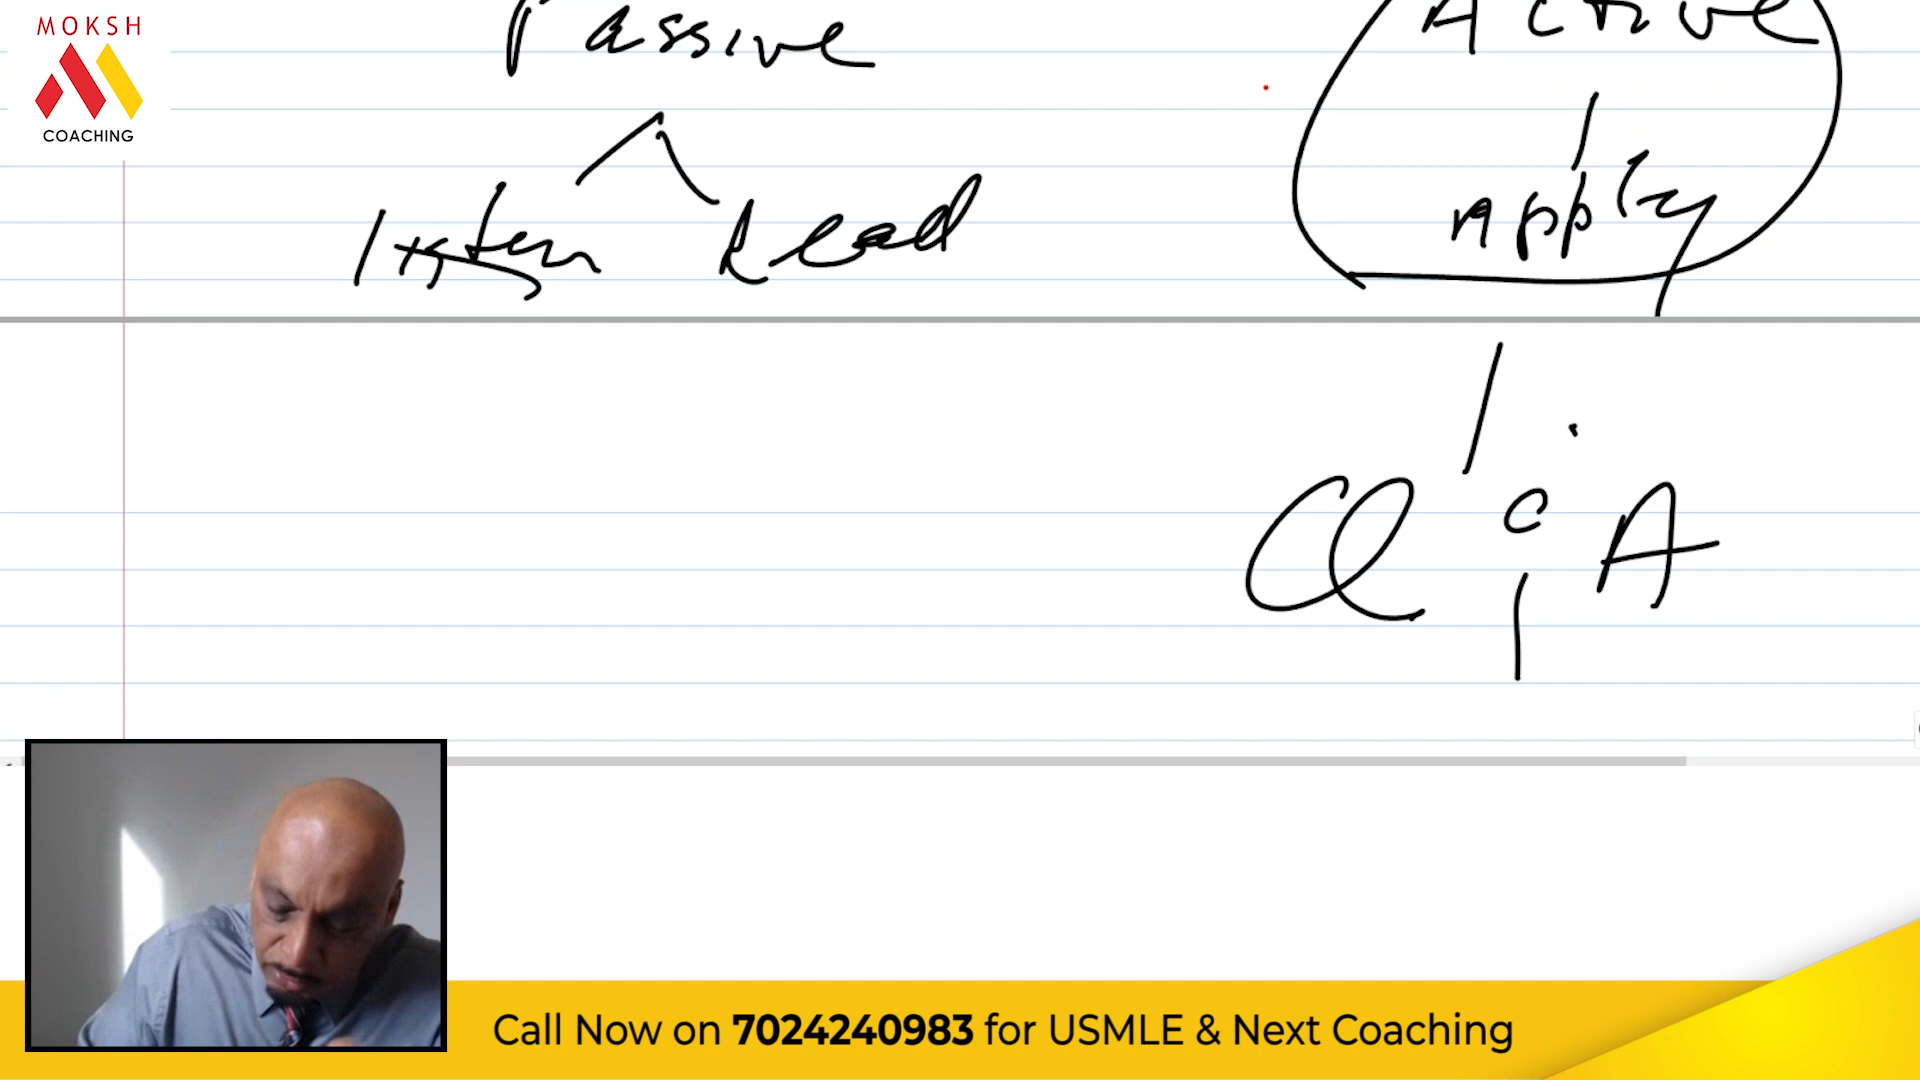 MOKSH
COACHING
Passive
Active
Listen Read
Apply
Q & A
Call Now on 7024240983 for USMLE & Next Coaching